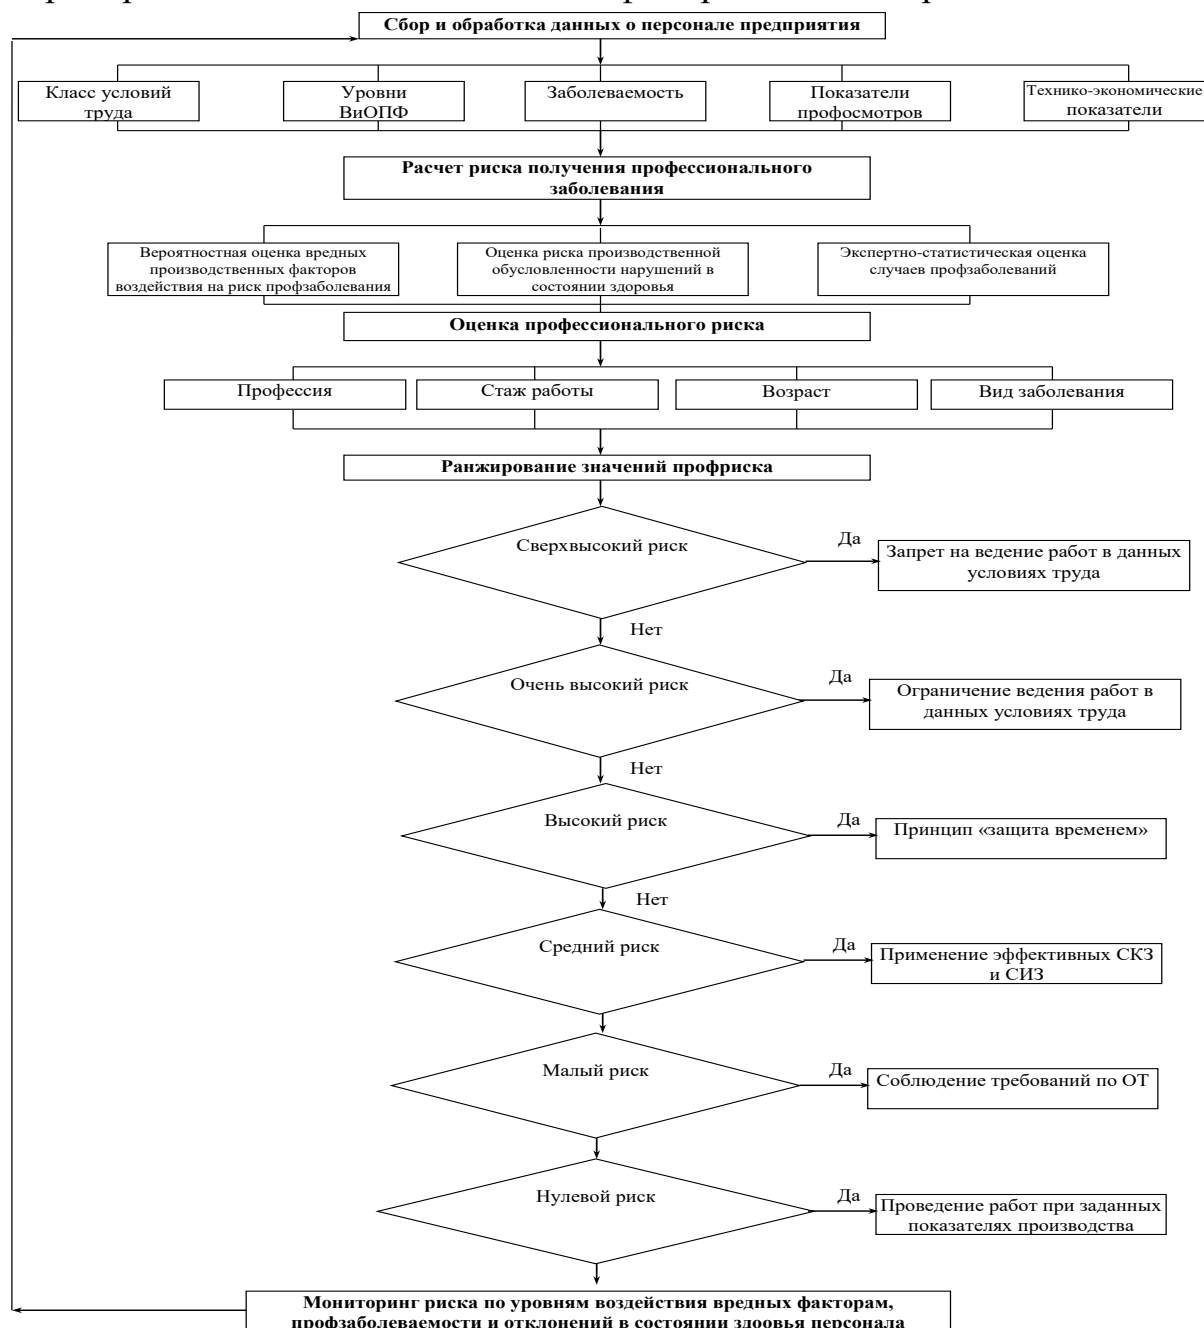 Сбор и обработка данных о персонале предприятия
Класс условий
труда
Уровни
ВиОПФ
Заболеваемость
Показатели
профосмотров
Технико-экономические
показатели
Расчет риска получения профессионального
заболевания
Вероятностная оценка вредных
производственных факторов
воздействия на риск профзаболевания
Оценка риска производственной
обусловленности нарушений в
состоянии здоровья
Экспертно-статистическая оценка
случаев профзаболеваний
Оценка профессионального риска
Профессия
Стаж работы
Возраст
Вид заболевания
Ранжирование значений профриска
Сверхвысокий риск
Да
Запрет на ведение работ в данных
условиях труда
Нет
Очень высокий риск
Да
Ограничение ведения работ в
данных условиях труда
Нет
Высокий риск
Да
Принцип «защита временем»
Нет
Средний риск
Да
Применение эффективных СКЗ
и СИЗ
Малый риск
Да
Соблюдение требований по ОТ
Нулевой риск
Да
Проведение работ при заданных
показателях производства
Мониторинг риска по уровням воздействия вредных факторам,
профзаболеваемости и отклонений в состоянии здоровья персонала